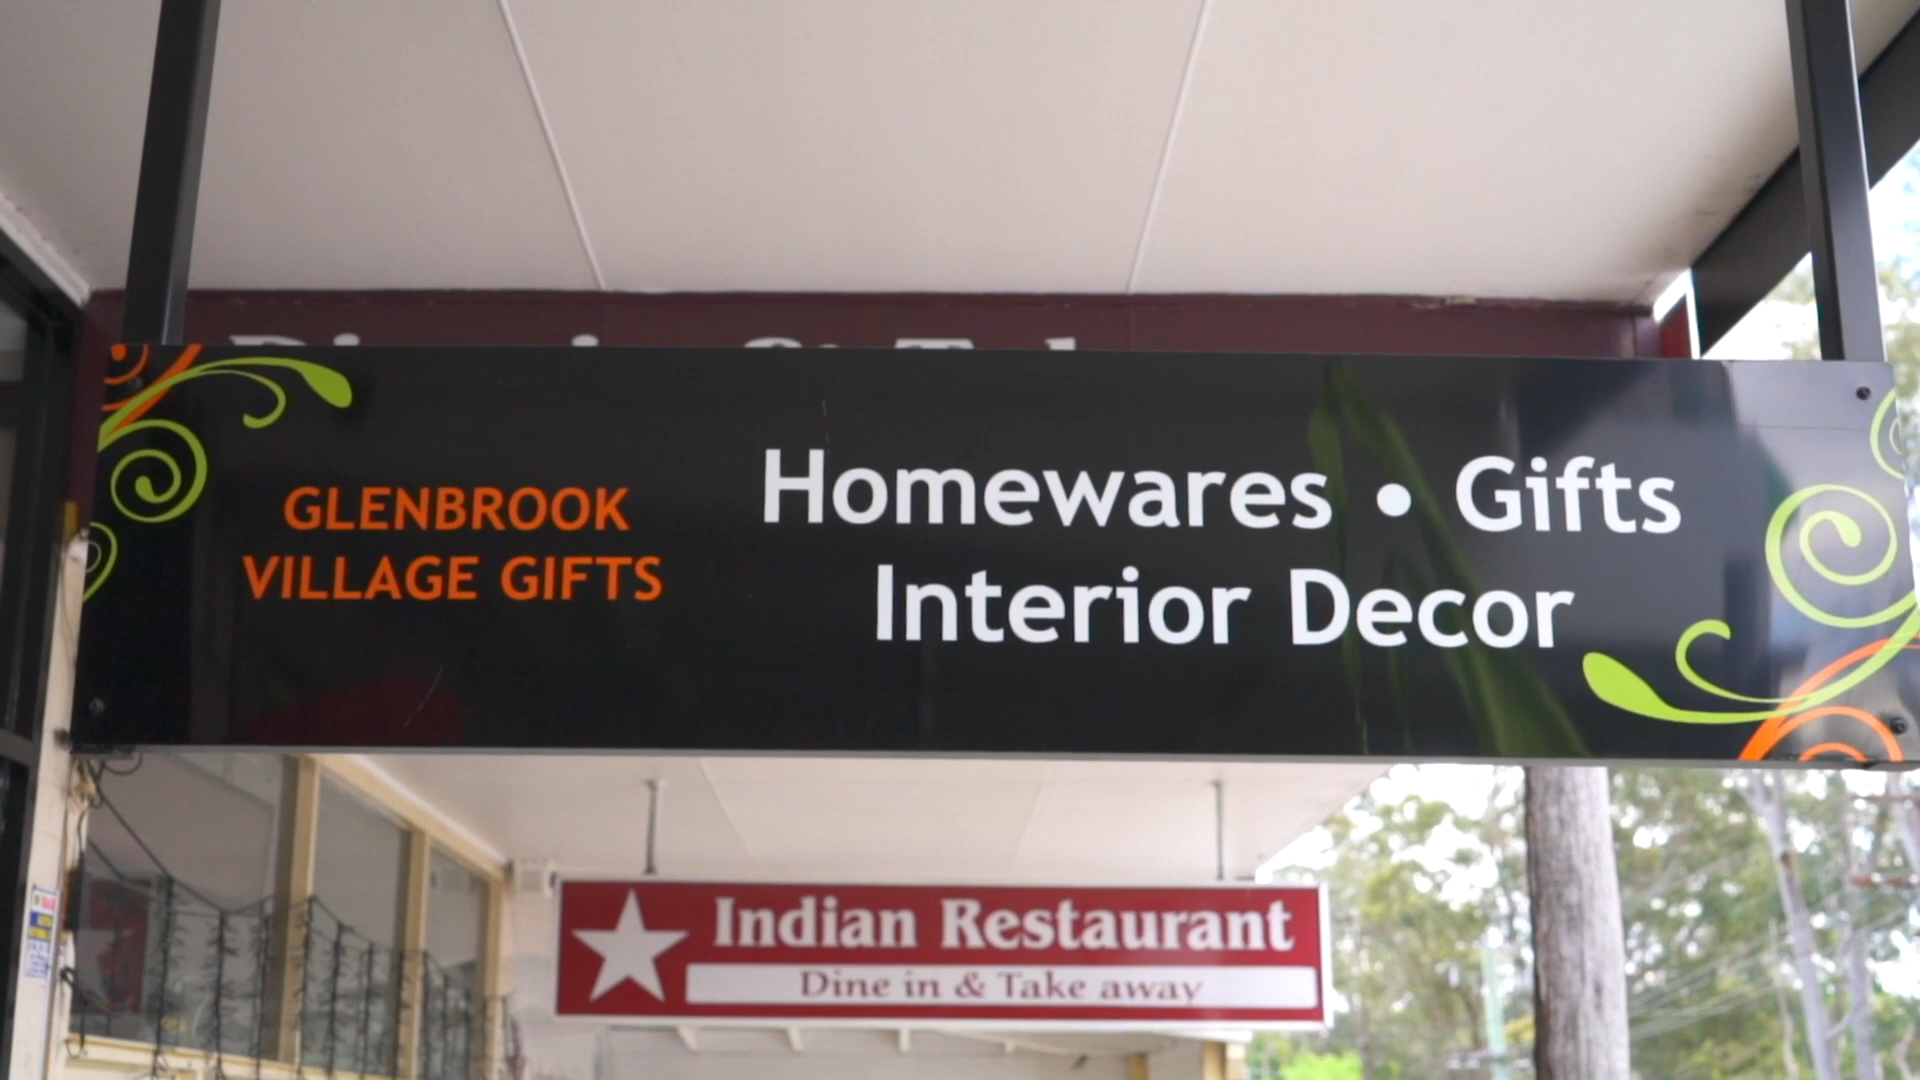 GLENBROOK
VILLAGE GIFTS
Homewares • Gifts
Interior Decor
Indian Restaurant
Dine in & Take away